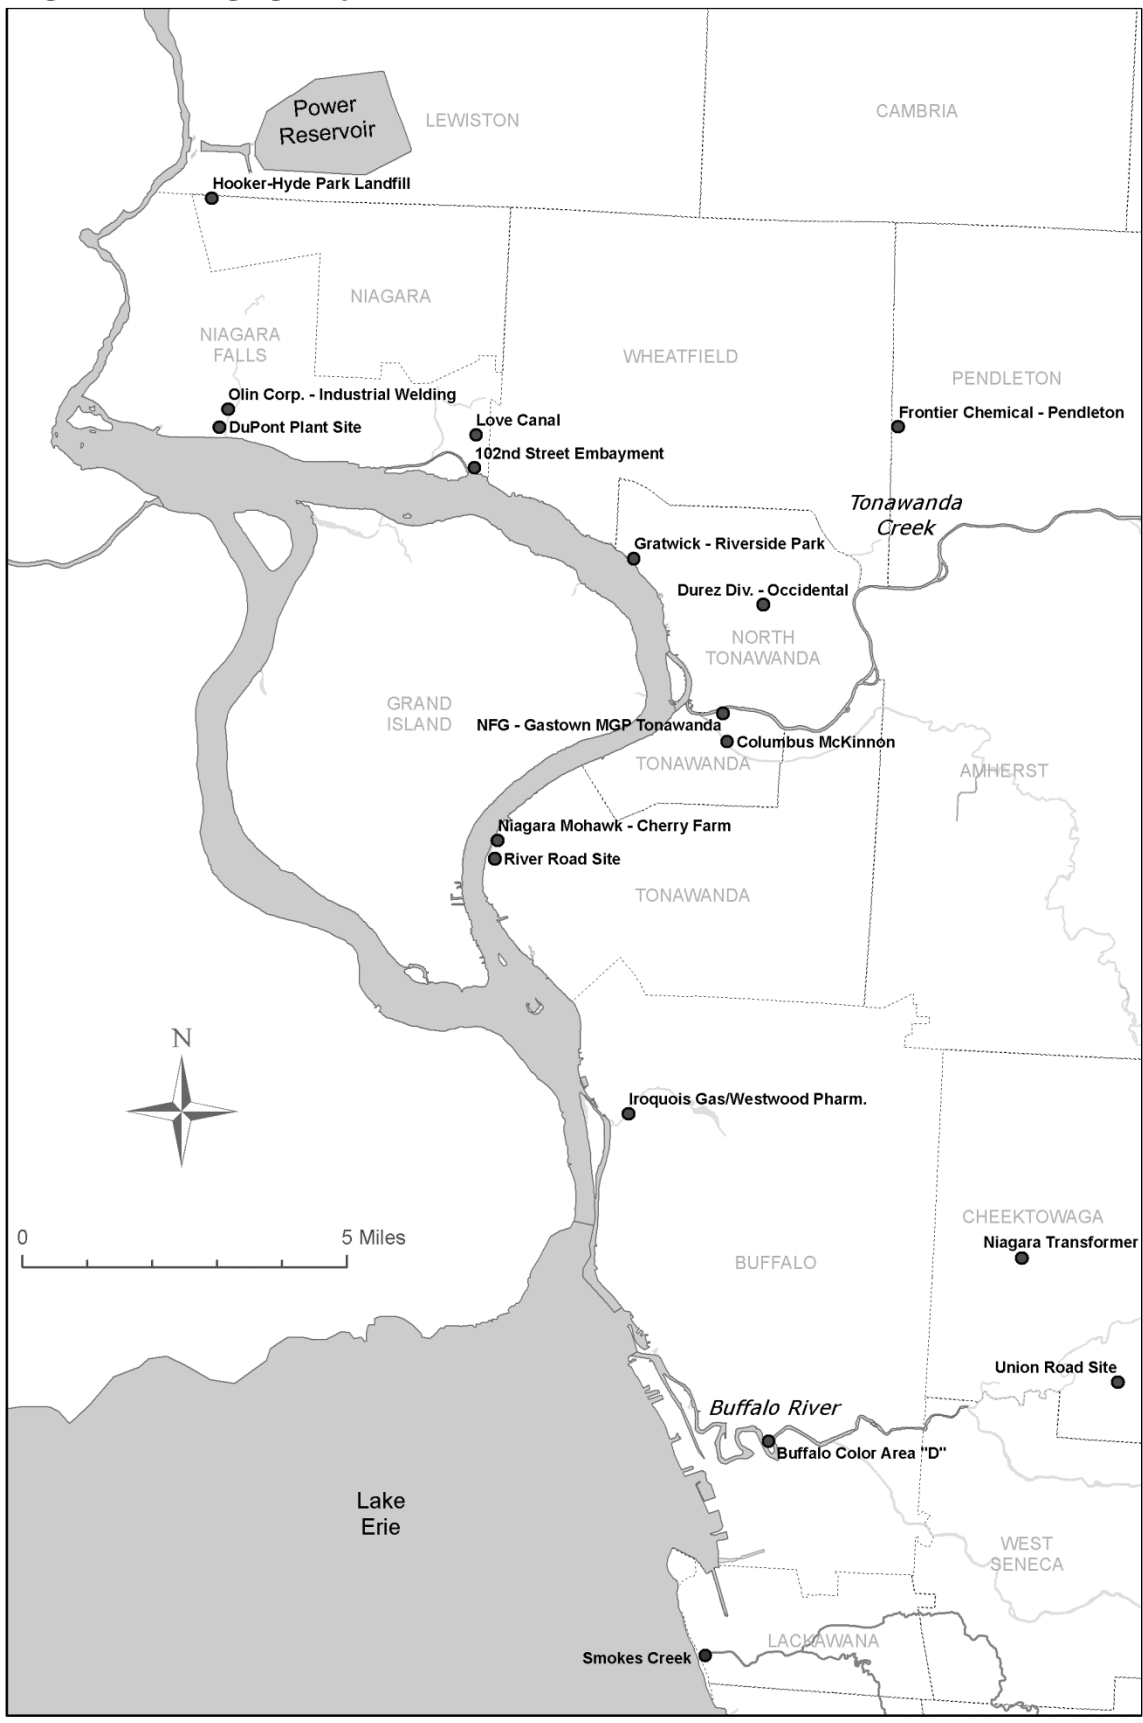 Power
Reservoir
LEWISTON
CAMBRIA
Hooker-Hyde Park Landfill
NIAGARA
NIAGARA
FALLS
WHEATFIELD
PENDLETON
Olin Corp. - Industrial Welding
DuPont Plant Site
Love Canal
102nd Street Embayment
Frontier Chemical - Pendleton
Tonawanda
Creek
Gratwick - Riverside Park
Durez Div. - Occidental
NORTH
TONAWANDA
GRAND
ISLAND
NFG - Gastown MGP Tonawanda
Columbus McKinnon
TONAWANDA
AMHERST
Niagara Mohawk - Cherry Farm
River Road Site
TONAWANDA
N
Iroquois Gas/Westwood Pharm.
0
5 Miles
CHEEKTOWAGA
Niagara Transformer
BUFFALO
Union Road Site
Buffalo River
Buffalo Color Area "D"
Lake
Erie
WEST
SENECA
LACKAWANA
Smokes Creek